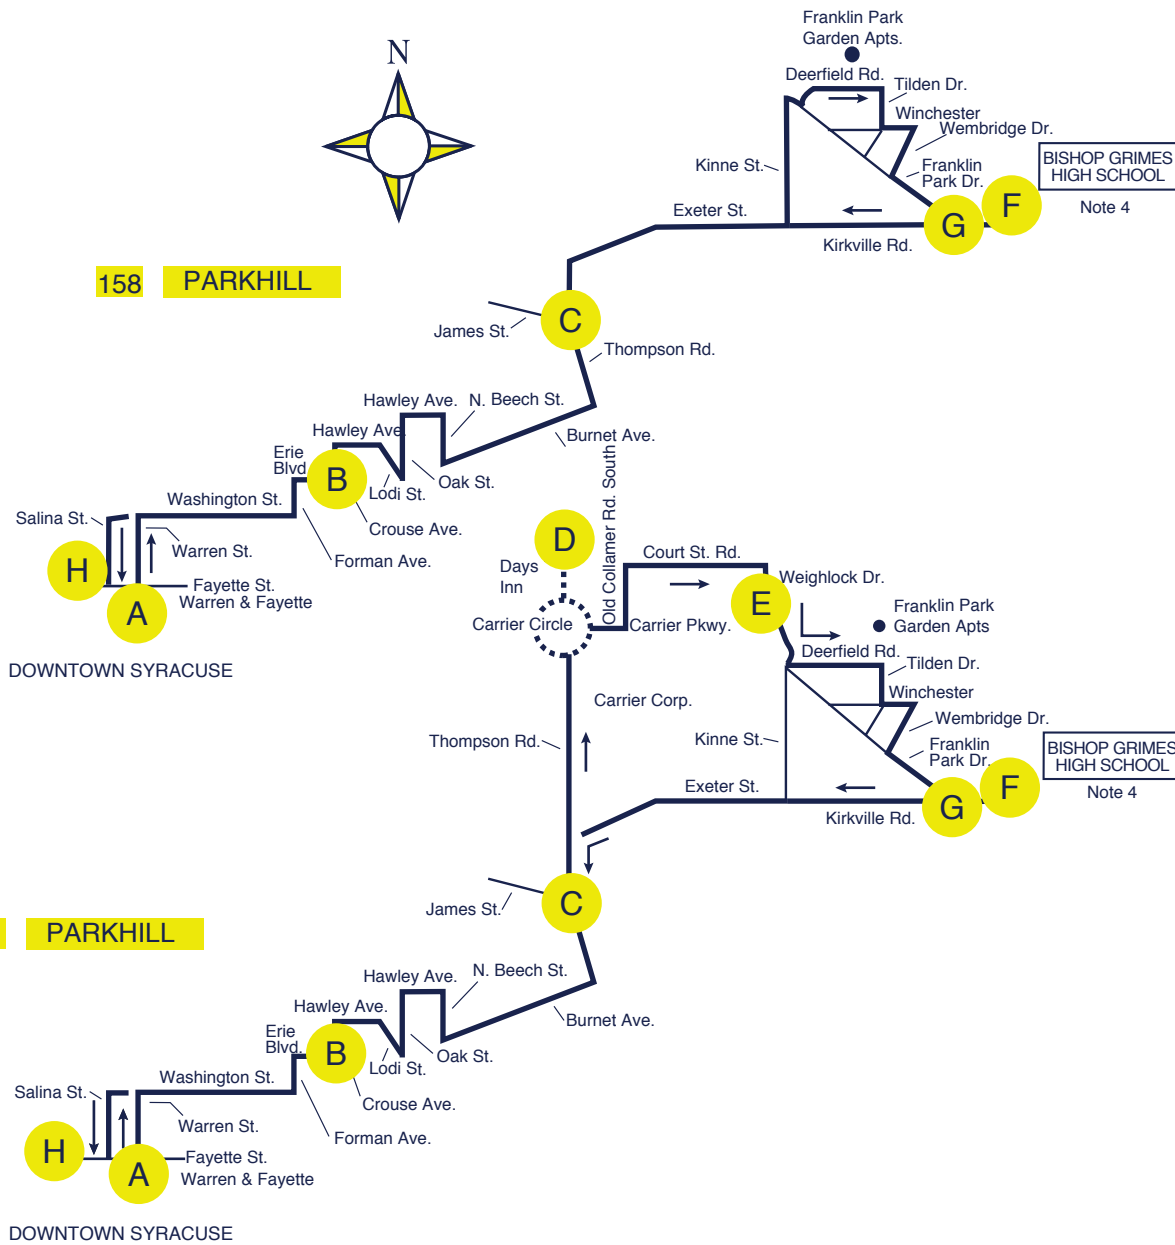 Franklin Park
Garden Apts.
N
Deerfield Rd.
Tilden Dr.
Winchester
Wembridge Dr.
BISHOP GRIMES
HIGH SCHOOL
Kinne St.
Franklin
Park Dr.
F
Note 4
Exeter St.
G
Kirkville Rd.
158 PARKHILL
C
James St.
Thompson Rd.
Hawley Ave.
N. Beech St.
Hawley Ave.
Burnet Ave.
Erie
Blvd
B
Lodi St.
Oak St.
Washington St.
Crouse Ave.
Salina St.
Warren St.
Forman Ave.
H
Fayette St.
A
Warren & Fayette
DOWNTOWN SYRACUSE
Old Collamer Rd. South
D
Days
Inn
Court St. Rd.
Weighlock Dr.
E
Franklin Park
Garden Apts
Carrier Circle
Carrier Pkwy.
Deerfield Rd.
Tilden Dr.
Winchester
Carrier Corp.
Wembridge Dr.
Thompson Rd.
Kinne St.
Franklin
Park Dr.
BISHOP GRIMES
HIGH SCHOOL
F
Note 4
Exeter St.
G
Kirkville Rd.
C
James St.
PARKHILL
Hawley Ave.
N. Beech St.
Hawley Ave.
Burnet Ave.
Erie
Blvd.
B
Lodi St.
Oak St.
Washington St.
Salina St.
Crouse Ave.
Warren St.
Forman Ave.
H
Fayette St.
A
Warren & Fayette
DOWNTOWN SYRACUSE